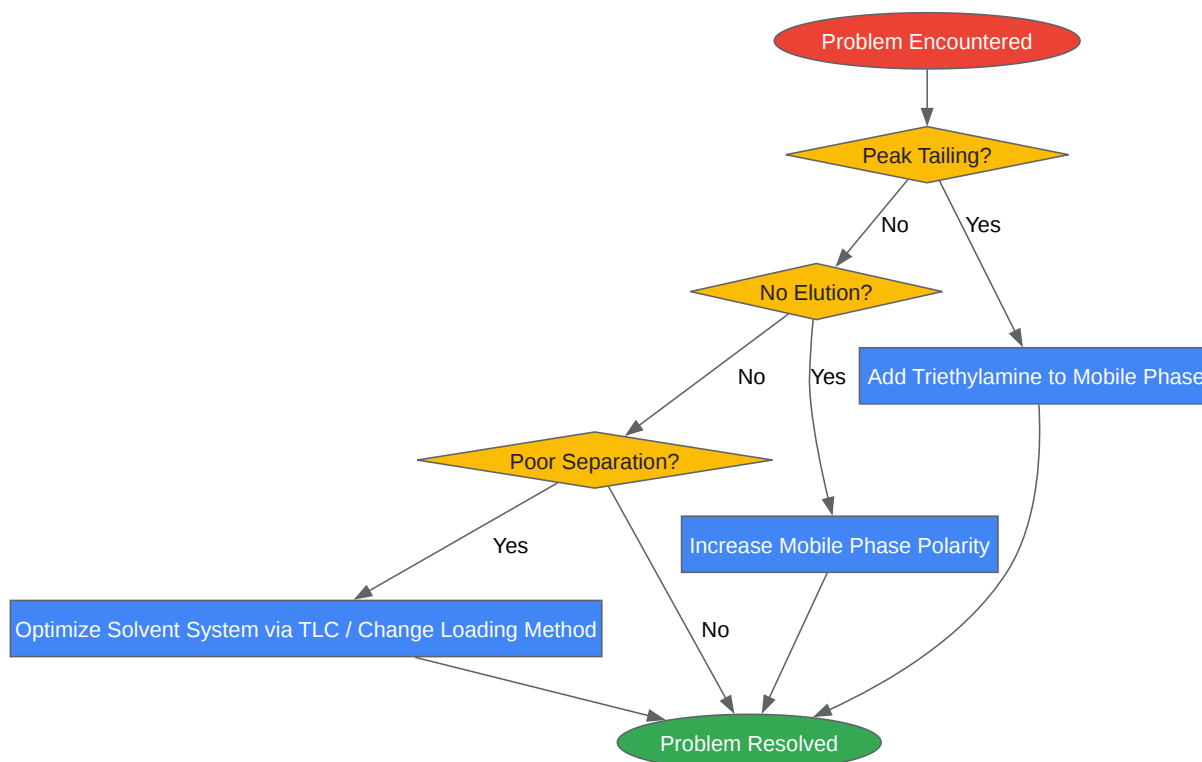 Problem Encountered
Peak Tailing?
No
Yes
No Elution?
No
Yes
Add Triethylamine to Mobile Phase
Poor Separation?
Yes
No
Increase Mobile Phase Polarity
Optimize Solvent System via TLC / Change Loading Method
Problem Resolved